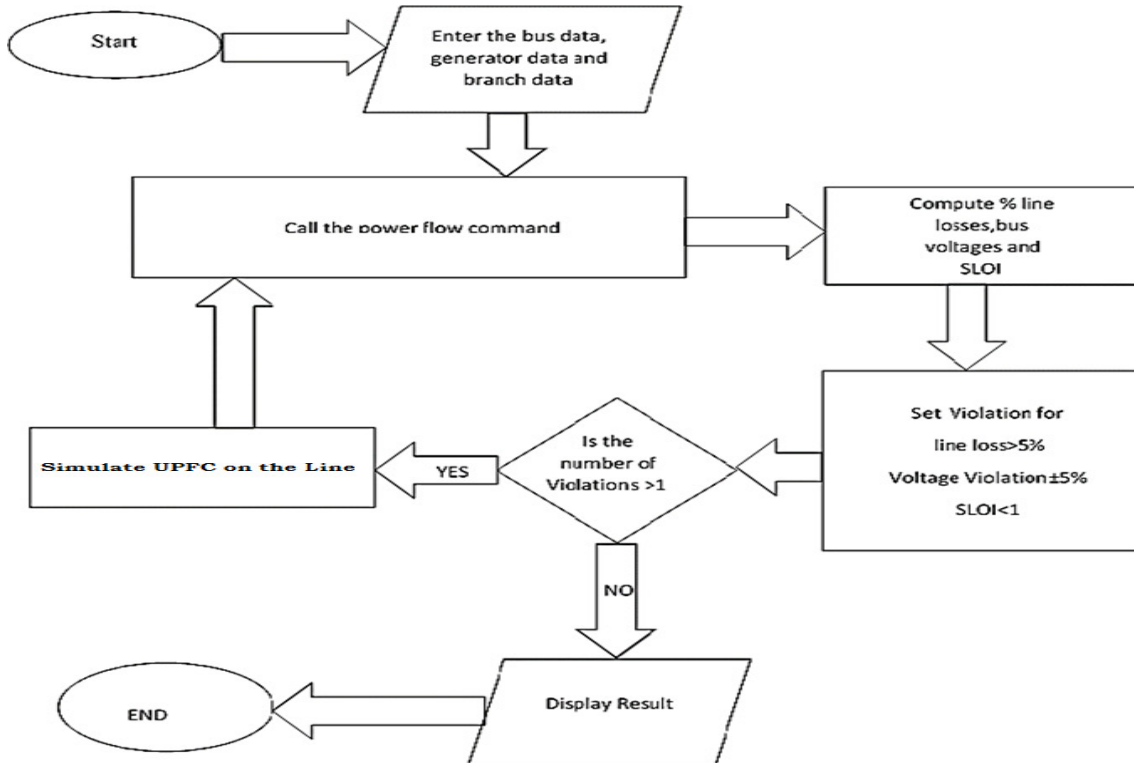 Start
Enter the bus data,
generator data and
branch data
Call the power flow command
Compute % line
losses,bus
voltages and
SLOI
Set Violation for
line loss>5%
Voltage Violation±5%
SLOI<1
Is the
number of
Violations >1
YES
Simulate UPFC on the Line
NO
Display Result
END